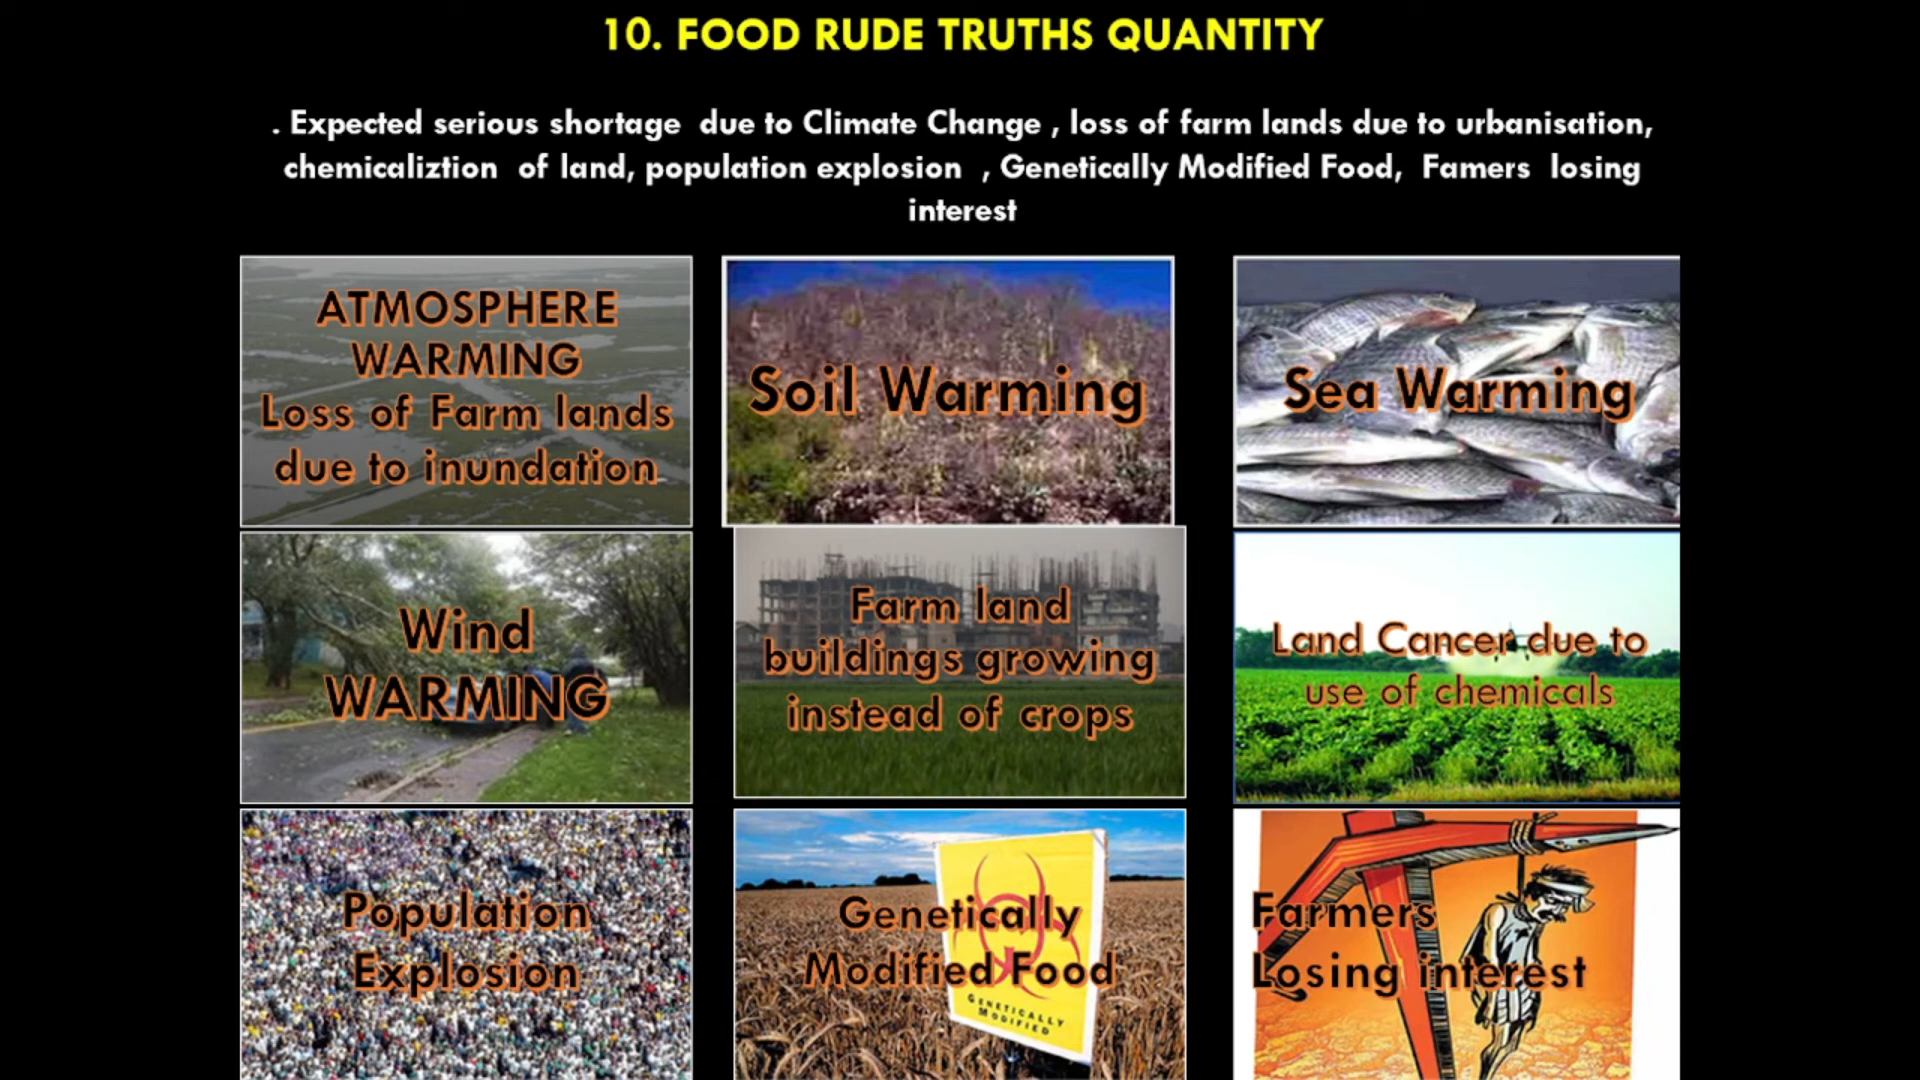 10. FOOD RUDE TRUTHS QUANTITY
. Expected serious shortage due to Climate Change , loss of farm lands due to urbanisation,
chemicaliztion of land, population explosion , Genetically Modified Food, Famers losing
interest
ATMOSPHERE
WARMING
Loss of Farm lands
due to inundation
Soil Warming
Sea Warming
Wind
WARMING
Farm land
buildings growing
instead of crops
Land Cancer due to
use of chemicals
Population
Explosion
Genetically
Modified Food
GENETICALLY
MODIFIED
Farmers
Losing interest